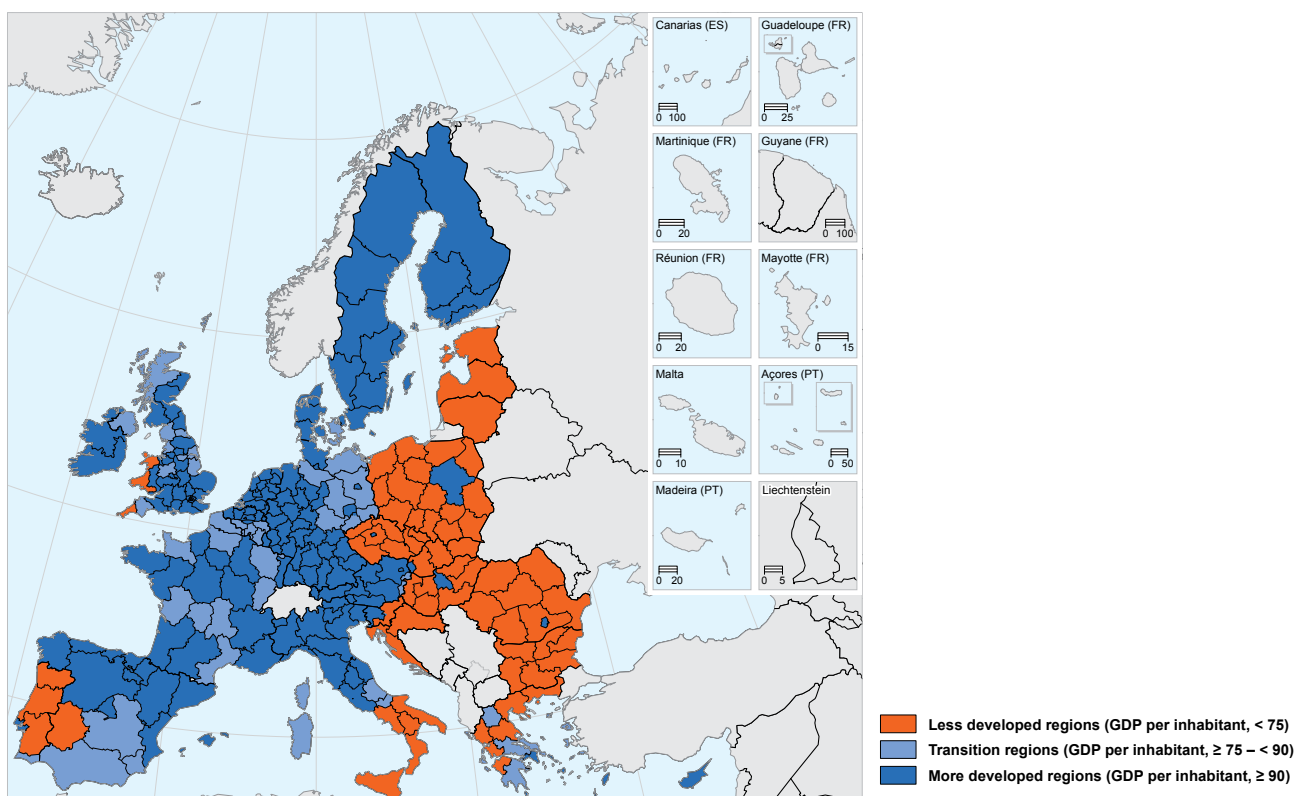 Canarias (ES)
0 100
Guadeloupe (FR)
0 25
Martinique (FR)
0 20
Guyane (FR)
0 100
Réunion (FR)
0 20
Mayotte (FR)
0 15
Malta
0 10
Açores (PT)
0 50
Madeira (PT)
0 20
Liechtenstein
0 5
Less developed regions (GDP per inhabitant, < 75)
Transition regions (GDP per inhabitant, ≥ 75 – < 90)
More developed regions (GDP per inhabitant, ≥ 90)